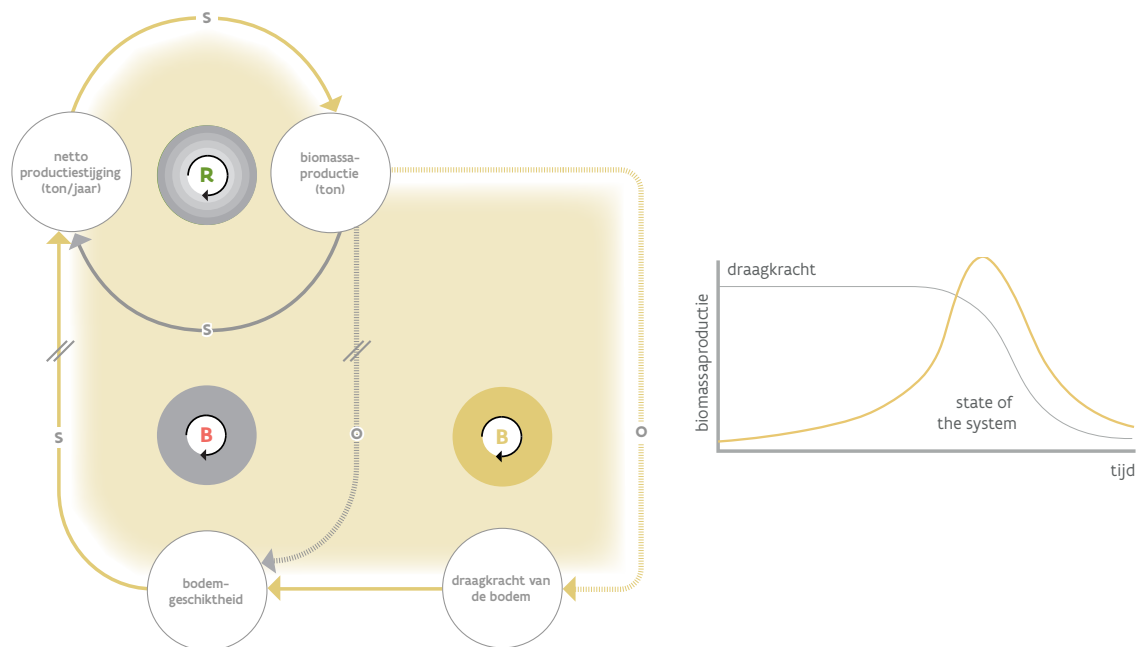 S
netto
productiestijging
(ton/jaar)
R
biomassa-
productie
(ton)
S
S
B
O
B
O
bodem-
geschiktheid
draagkracht van
de bodem
draagkracht
biomassaproductie
state of
the system
tijd